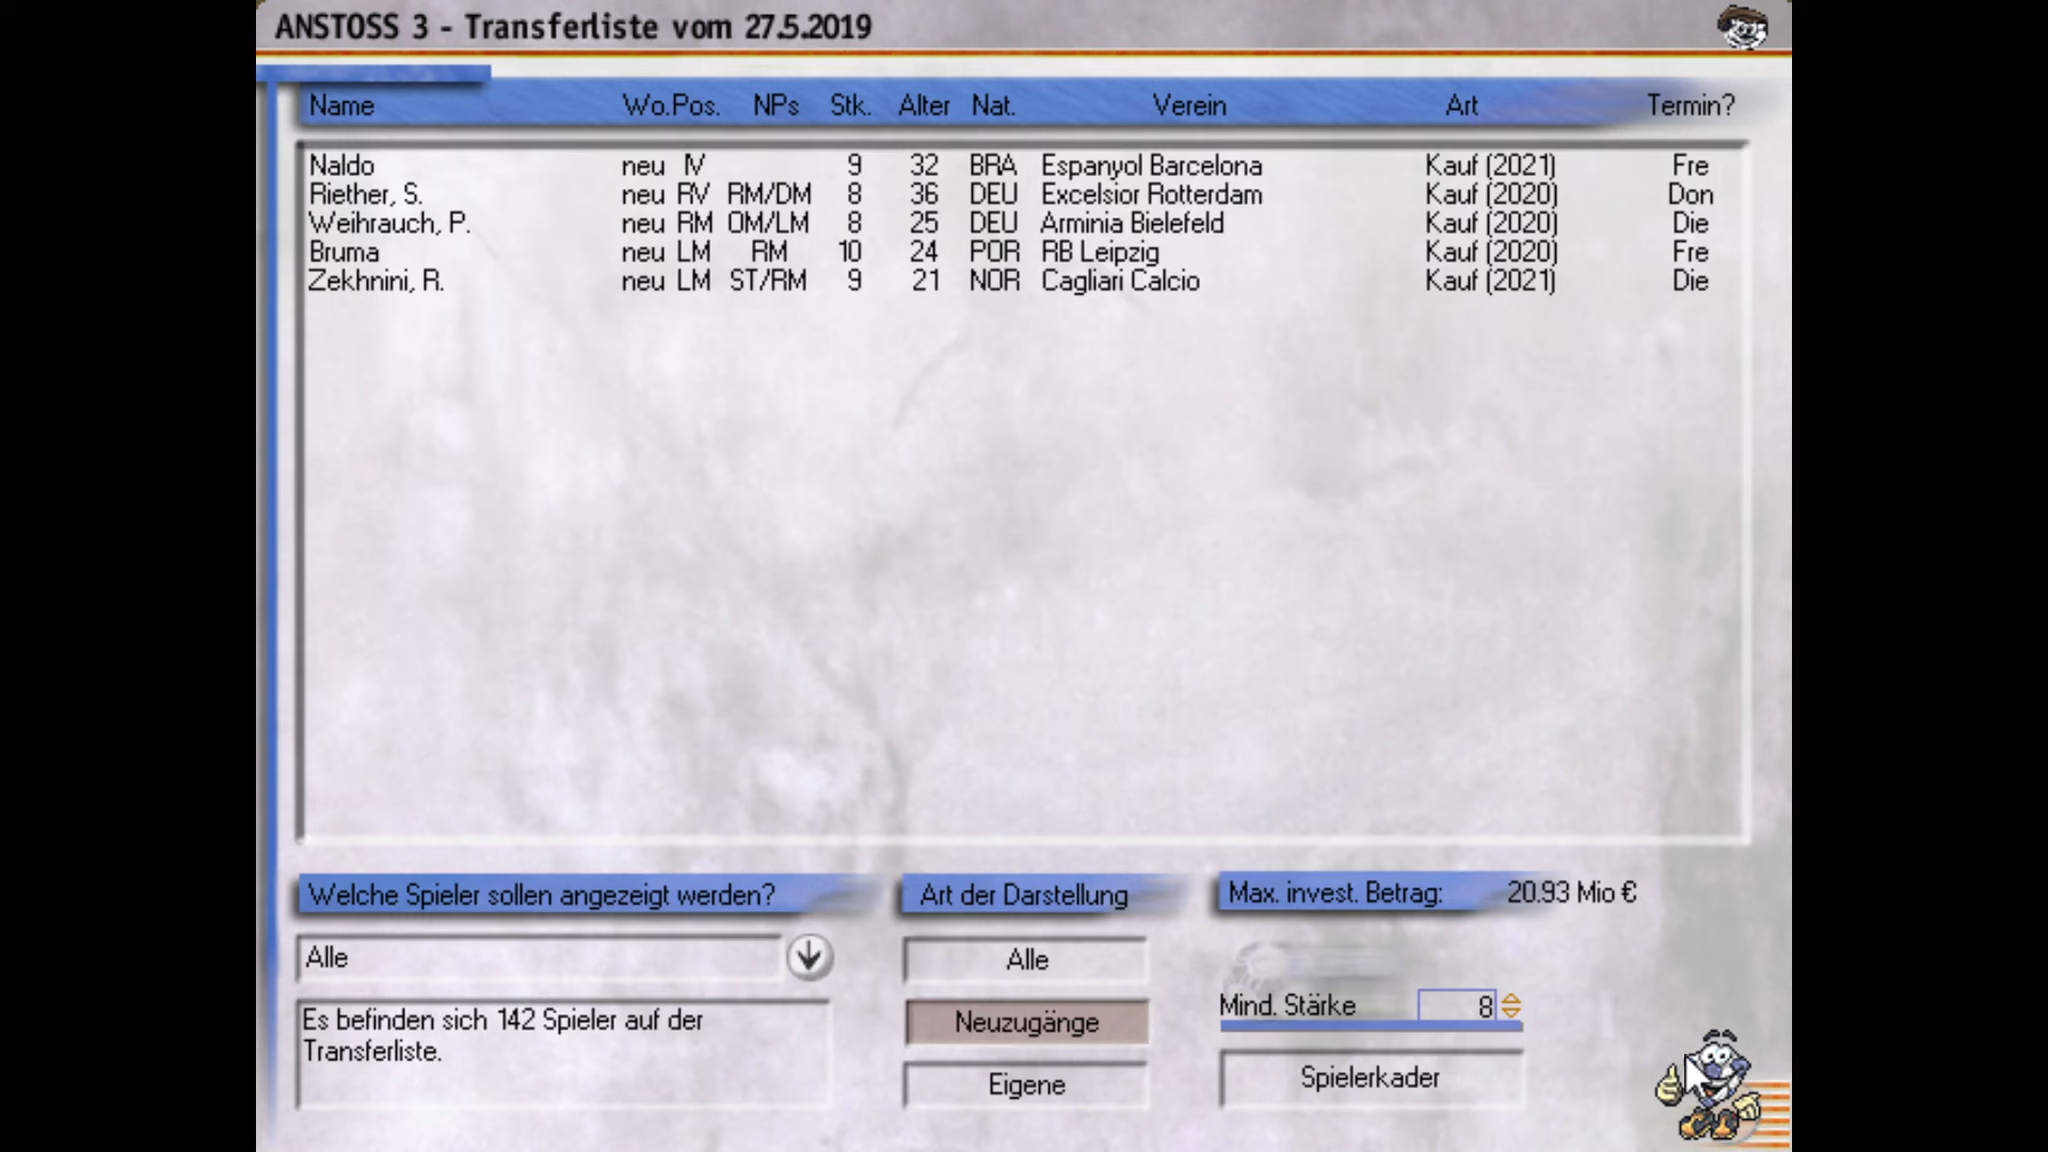 ANSTOSS 3 - Transferliste vom 27.5.2019
Name Wo. Pos. NPs Stk. Alter Nat. Verein Art Termin?
Naldo neu IV 9 32 BRA Espanyol Barcelona Kauf (2021) Fre
Riether, S. neu RV RM/DM 8 36 DEU Excelsior Rotterdam Kauf (2020) Don
Weihrauch, P. neu RM OM/LM 8 25 DEU Arminia Bielefeld Kauf (2020) Die
Bruma neu LM RM 10 24 POR RB Leipzig Kauf (2020) Fre
Zekhnini, R. neu LM ST/RM 9 21 NOR Cagliari Calcio Kauf (2021) Die
Welche Spieler sollen angezeigt werden? Art der Darstellung Max. invest. Betrag: 20.93 Mio €
Alle Alle
Mind. Stärke 8
Es befinden sich 142 Spieler auf der
Transferliste.
Neuzugänge
Spielerkader
Eigene